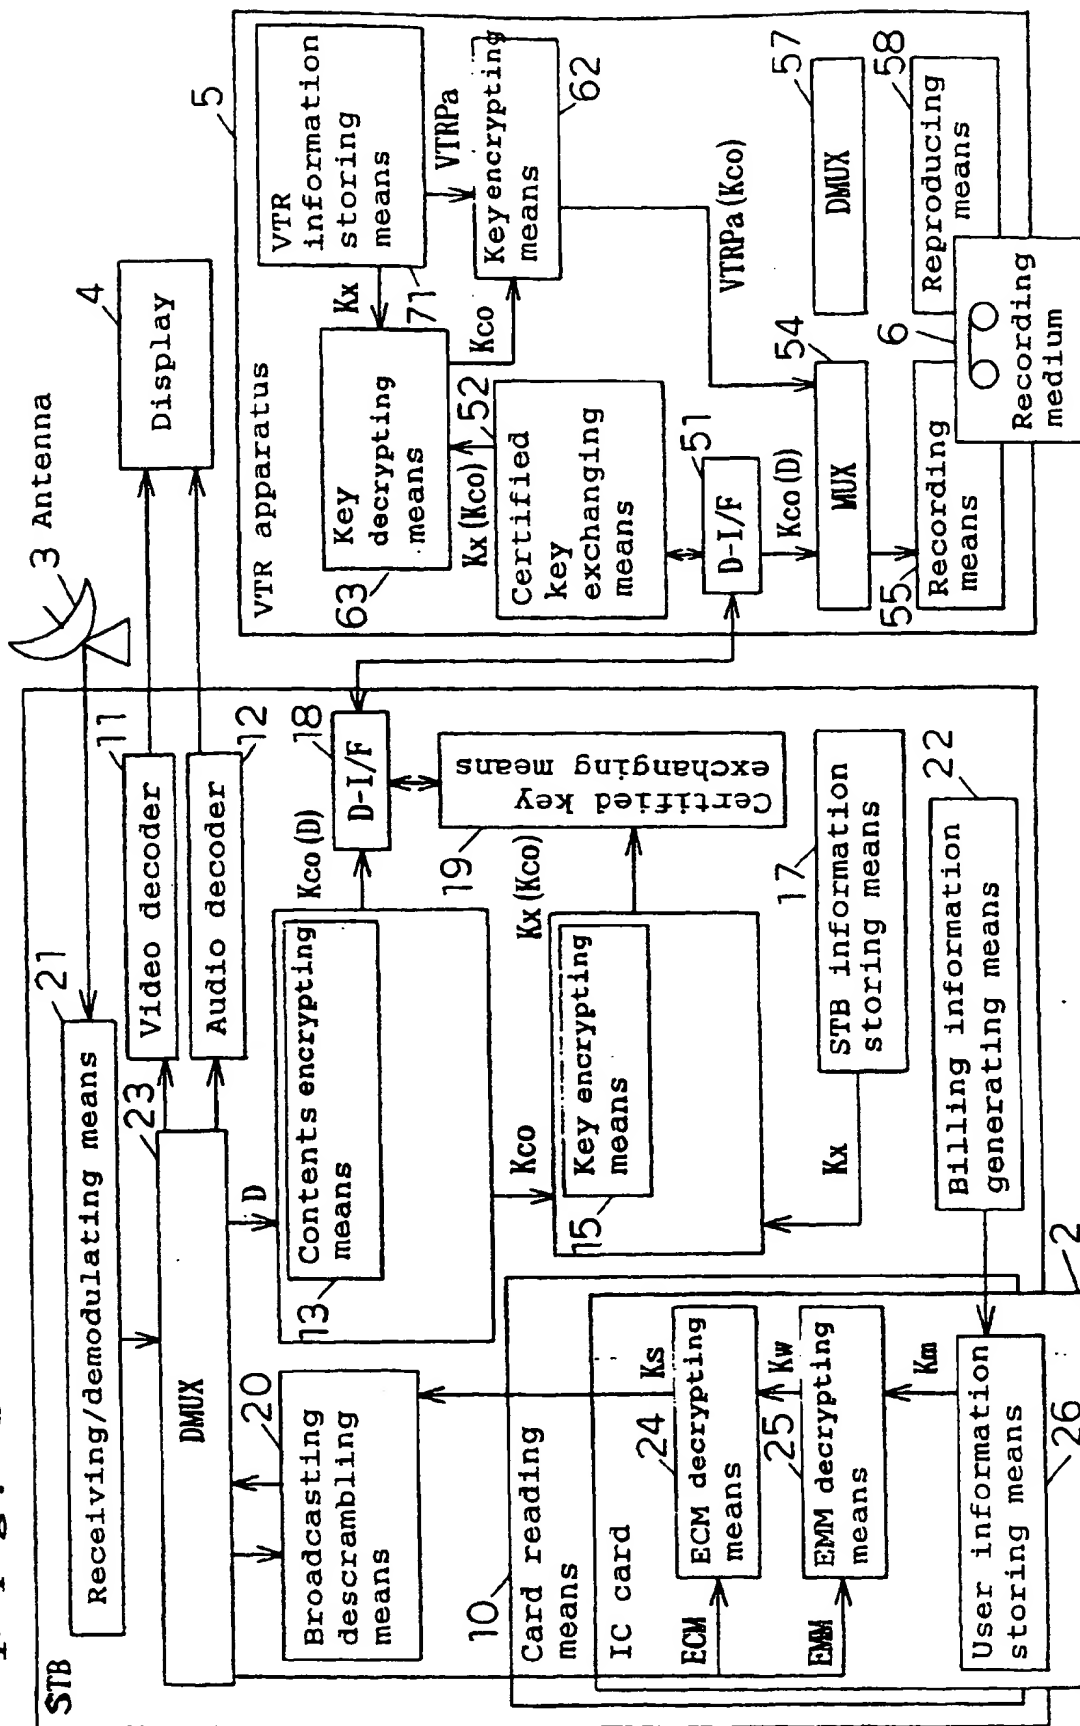 STB
Receiving/demodulating means
21
3 Antenna
4
Display
DMUX
23
Video decoder
11
Audio decoder
12
Broadcasting
descrambling
means
20
D
Contents encrypting
means
13
Kco(D)
18
D-I/F
Kco
Key encrypting
means
15
Kx(Kco)
19
Certified key
exchanging means
Kx
STB information
storing means
17
Billing information
generating means
22
10
Card reading
means
IC card
2
ECM
EMM
ECM decrypting
means
24
Ks
EMM decrypting
means
25
Kw
Km
User information
storing means
26
VTR apparatus
5
VTR
information
storing
means
71
Kx
VTRPa
Key
decrypting
means
63
Kco
Key encrypting
means
62
Kx(Kco)
52
Certified
key
exchanging
means
D-I/F
51
VTRPa(Kco)
Kco(D)
MUX
54
DMUX
57
Recording
means
55
6
Reproducing
means
58
Recording
medium